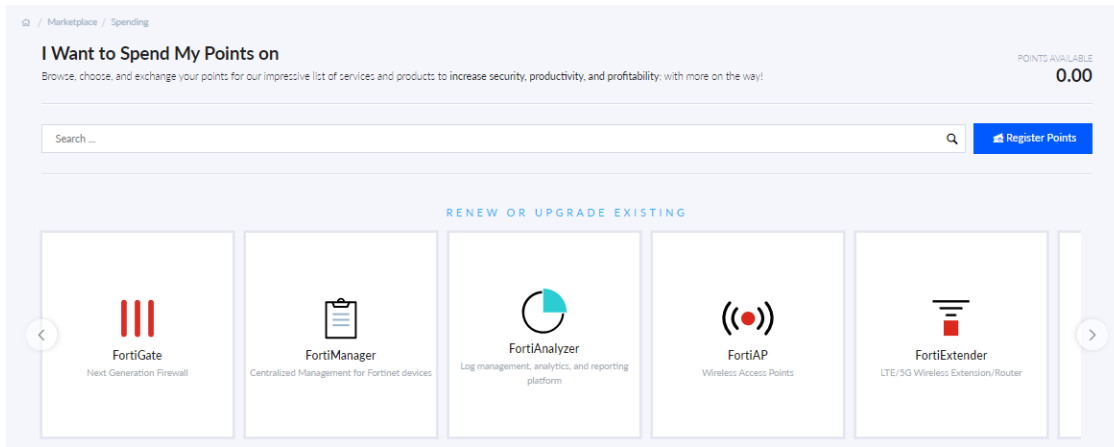 / Marketplace / Spending
I Want to Spend My Points on
Browse, choose, and exchange your points for our impressive list of services and products to increase security, productivity, and profitability; with more on the way!
POINTS AVAILABLE
0.00
Search ...
Register Points
RENEW OR UPGRADE EXISTING
FortiGate
Next Generation Firewall
FortiManager
Centralized Management for Fortinet devices
FortiAnalyzer
Log management, analytics, and reporting
platform
FortiAP
Wireless Access Points
FortiExtender
LTE/5G Wireless Extension/Router